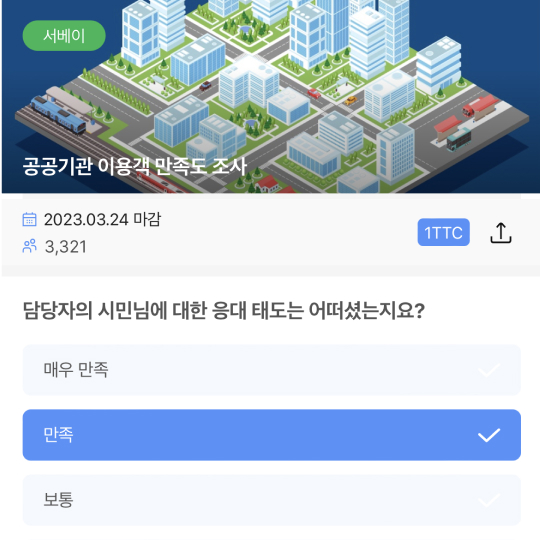 서베이
공공기관 이용객 만족도 조사
2023.03.24 마감
3,321
1TTC
담당자의 시민님에 대한 응대 태도는 어떠셨는지요?
매우 만족
만족
보통